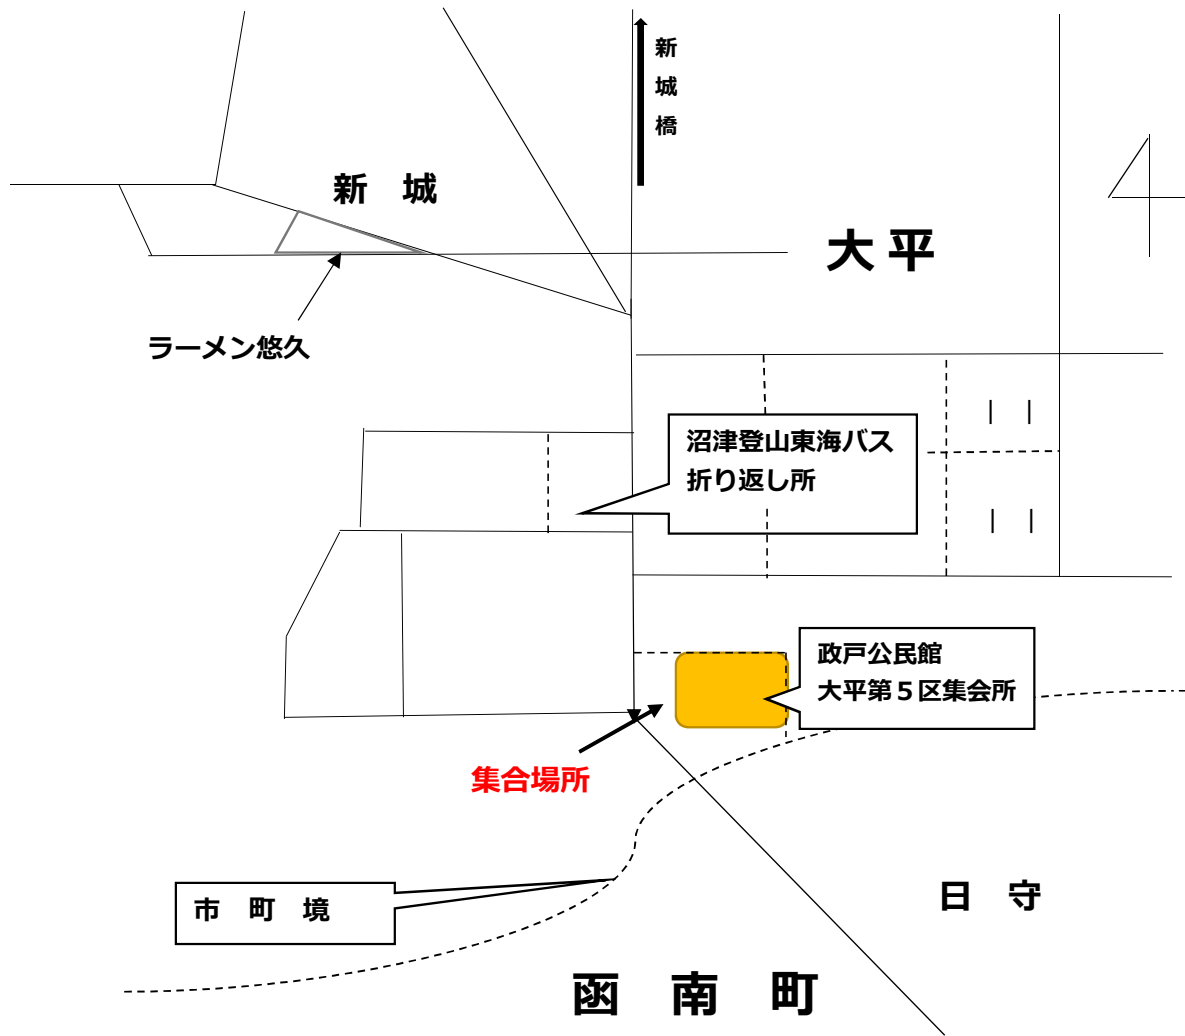 新城橋
新　城
大平
ラーメン悠久
沼津登山東海バス
折り返し所
政戸公民館
大平第５区集会所
集合場所
市　町　境
日　守
函　南　町